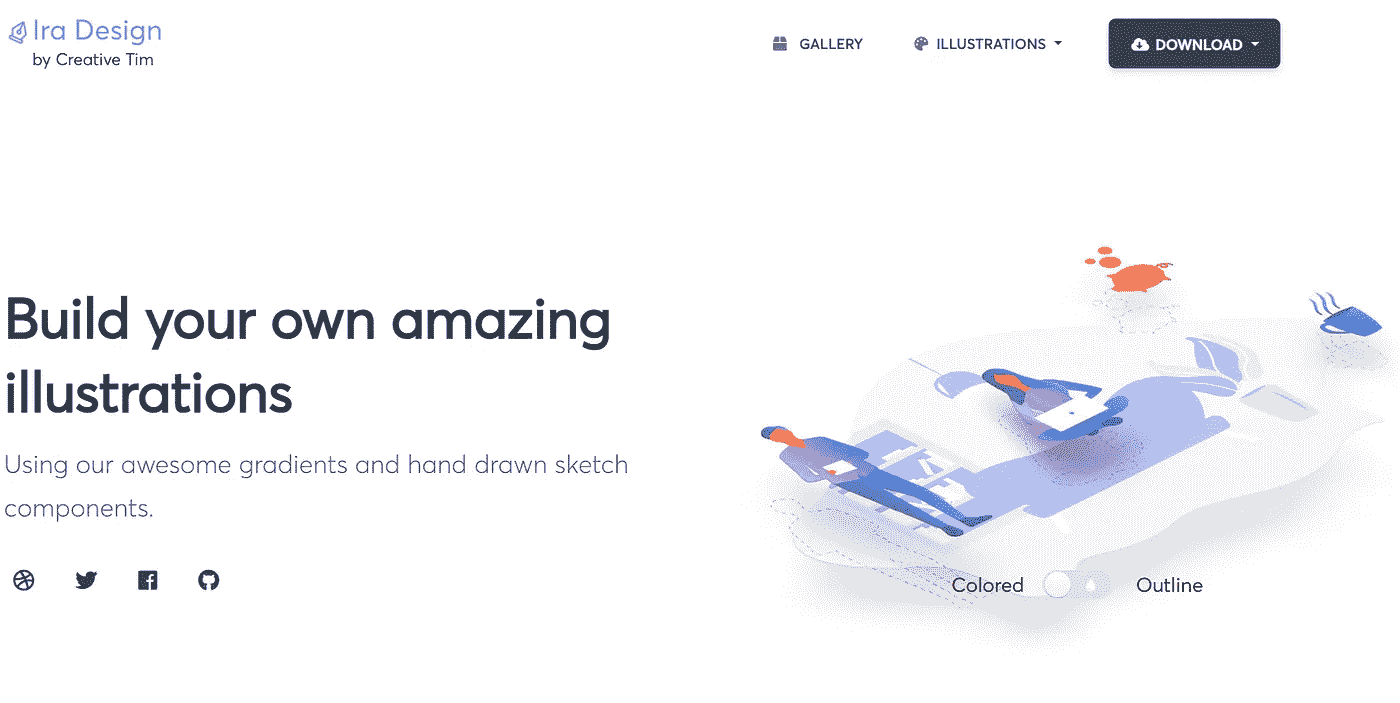 Ira Design
by Creative Tim
GALLERY
ILLUSTRATIONS
DOWNLOAD
Build your own amazing
illustrations
Using our awesome gradients and hand drawn sketch
components.
Colored
Outline